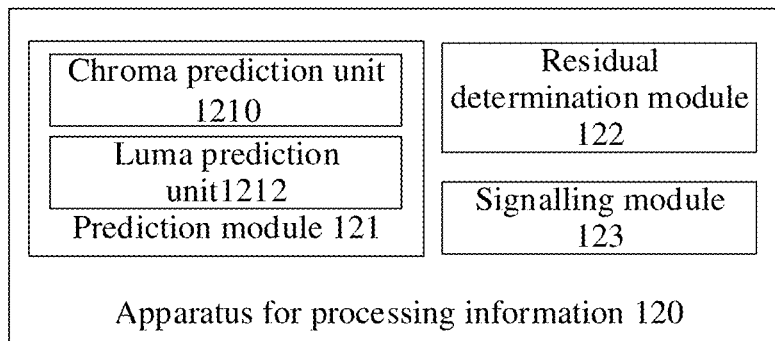 Chroma prediction unit
1210
Luma prediction
unit1212
Prediction module 121
Residual
determination module
122
Signalling module
123
Apparatus for processing information 120